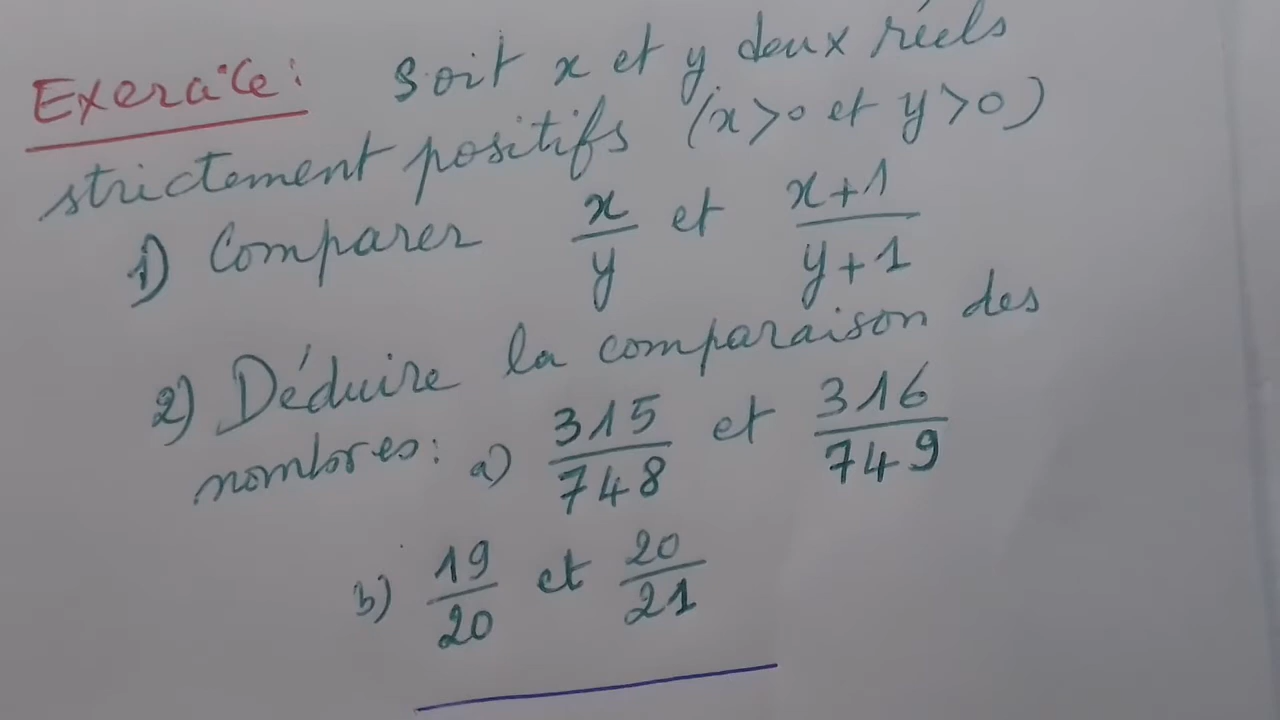 Exercice: Soit x et y deux réels
strictement positifs (x>0 et y>0)
1) Comparer x/y et x+1/y+1
2) Déduire la comparaison des
nombres: a) 315/748 et 316/749
b) 19/20 et 20/21